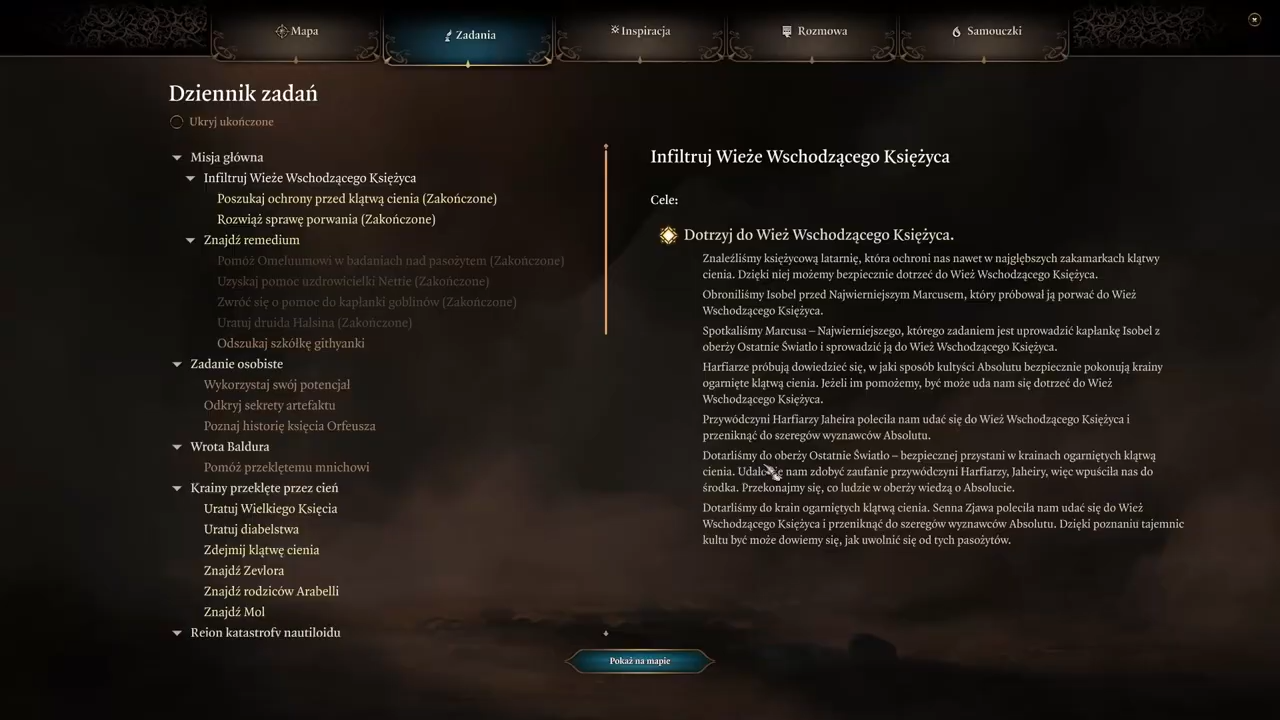 Mapa
Zadania
Inspiracja
Rozmowa
Samouczki
Dziennik zadań
Ukryj ukończone
Misja główna
Infiltruj Wieże Wschodzącego Księżyca
Poszukaj ochrony przed klątwą cienia (Zakończone)
Rozwiąż sprawę porwania (Zakończone)
Znajdź remedium
Pomóż Omeluumowi w badaniach nad pasożytem (Zakończone)
Uzyskaj pomoc uzdrowicielki Nettie (Zakończone)
Zwróć się o pomoc do kapłanki goblinów (Zakończone)
Uratuj druida Halsina (Zakończone)
Odszukaj szkółkę githyanki
Zadanie osobiste
Wykorzystaj swój potencjał
Odkryj sekrety artefaktu
Poznaj historię księcia Orfeusza
Wrota Baldura
Pomóż przeklętemu mnichowi
Krainy przeklęte przez cień
Uratuj Wielkiego Księcia
Uratuj diabelstwa
Zdejmij klątwę cienia
Znajdź Zevlora
Znajdź rodziców Arabelli
Znajdź Mol
Rejon katastrofy nautiloidu
Infiltruj Wieże Wschodzącego Księżyca
Cele:
Dotrzyj do Wież Wschodzącego Księżyca.
Znaleźliśmy księżycową latarnię, która ochroni nas nawet w najgłębszych zakamarkach klątwy
cienia. Dzięki niej możemy bezpiecznie dotrzeć do Wież Wschodzącego Księżyca.
Obroniliśmy Isobel przed Najwierniejszym Marcusem, który próbował ją porwać do Wież
Wschodzącego Księżyca.
Spotkaliśmy Marcusa – Najwierniejszego, którego zadaniem jest uprowadzić kapłankę Isobel z
oberży Ostatnie Światło i sprowadzić ją do Wież Wschodzącego Księżyca.
Harfiarze próbują dowiedzieć się, w jaki sposób kultyści Absolutu bezpiecznie pokonują krainy
ogarnięte klątwą cienia. Jeżeli im pomożemy, być może uda nam się dotrzeć do Wież
Wschodzącego Księżyca.
Przywódczyni Harfiarzy Jaheira poleciła nam udać się do Wież Wschodzącego Księżyca i
przeniknąć do szeregów wyznawców Absolutu.
Dotarliśmy do oberży Ostatnie Światło – bezpiecznej przystani w krainach ogarniętych klątwą
cienia. Udało się nam zdobyć zaufanie przywódczyni Harfiarzy, Jaheiry, więc wpuściła nas do
środka. Przekonajmy się, co ludzie w oberży wiedzą o Absolucie.
Dotarliśmy do krain ogarniętych klątwą cienia. Senna Zjawa poleciła nam udać się do Wież
Wschodzącego Księżyca i przeniknąć do szeregów wyznawców Absolutu. Dzięki poznaniu tajemnic
kultu być może dowiemy się, jak uwolnić się od tych pasożytów.
Pokaż na mapie